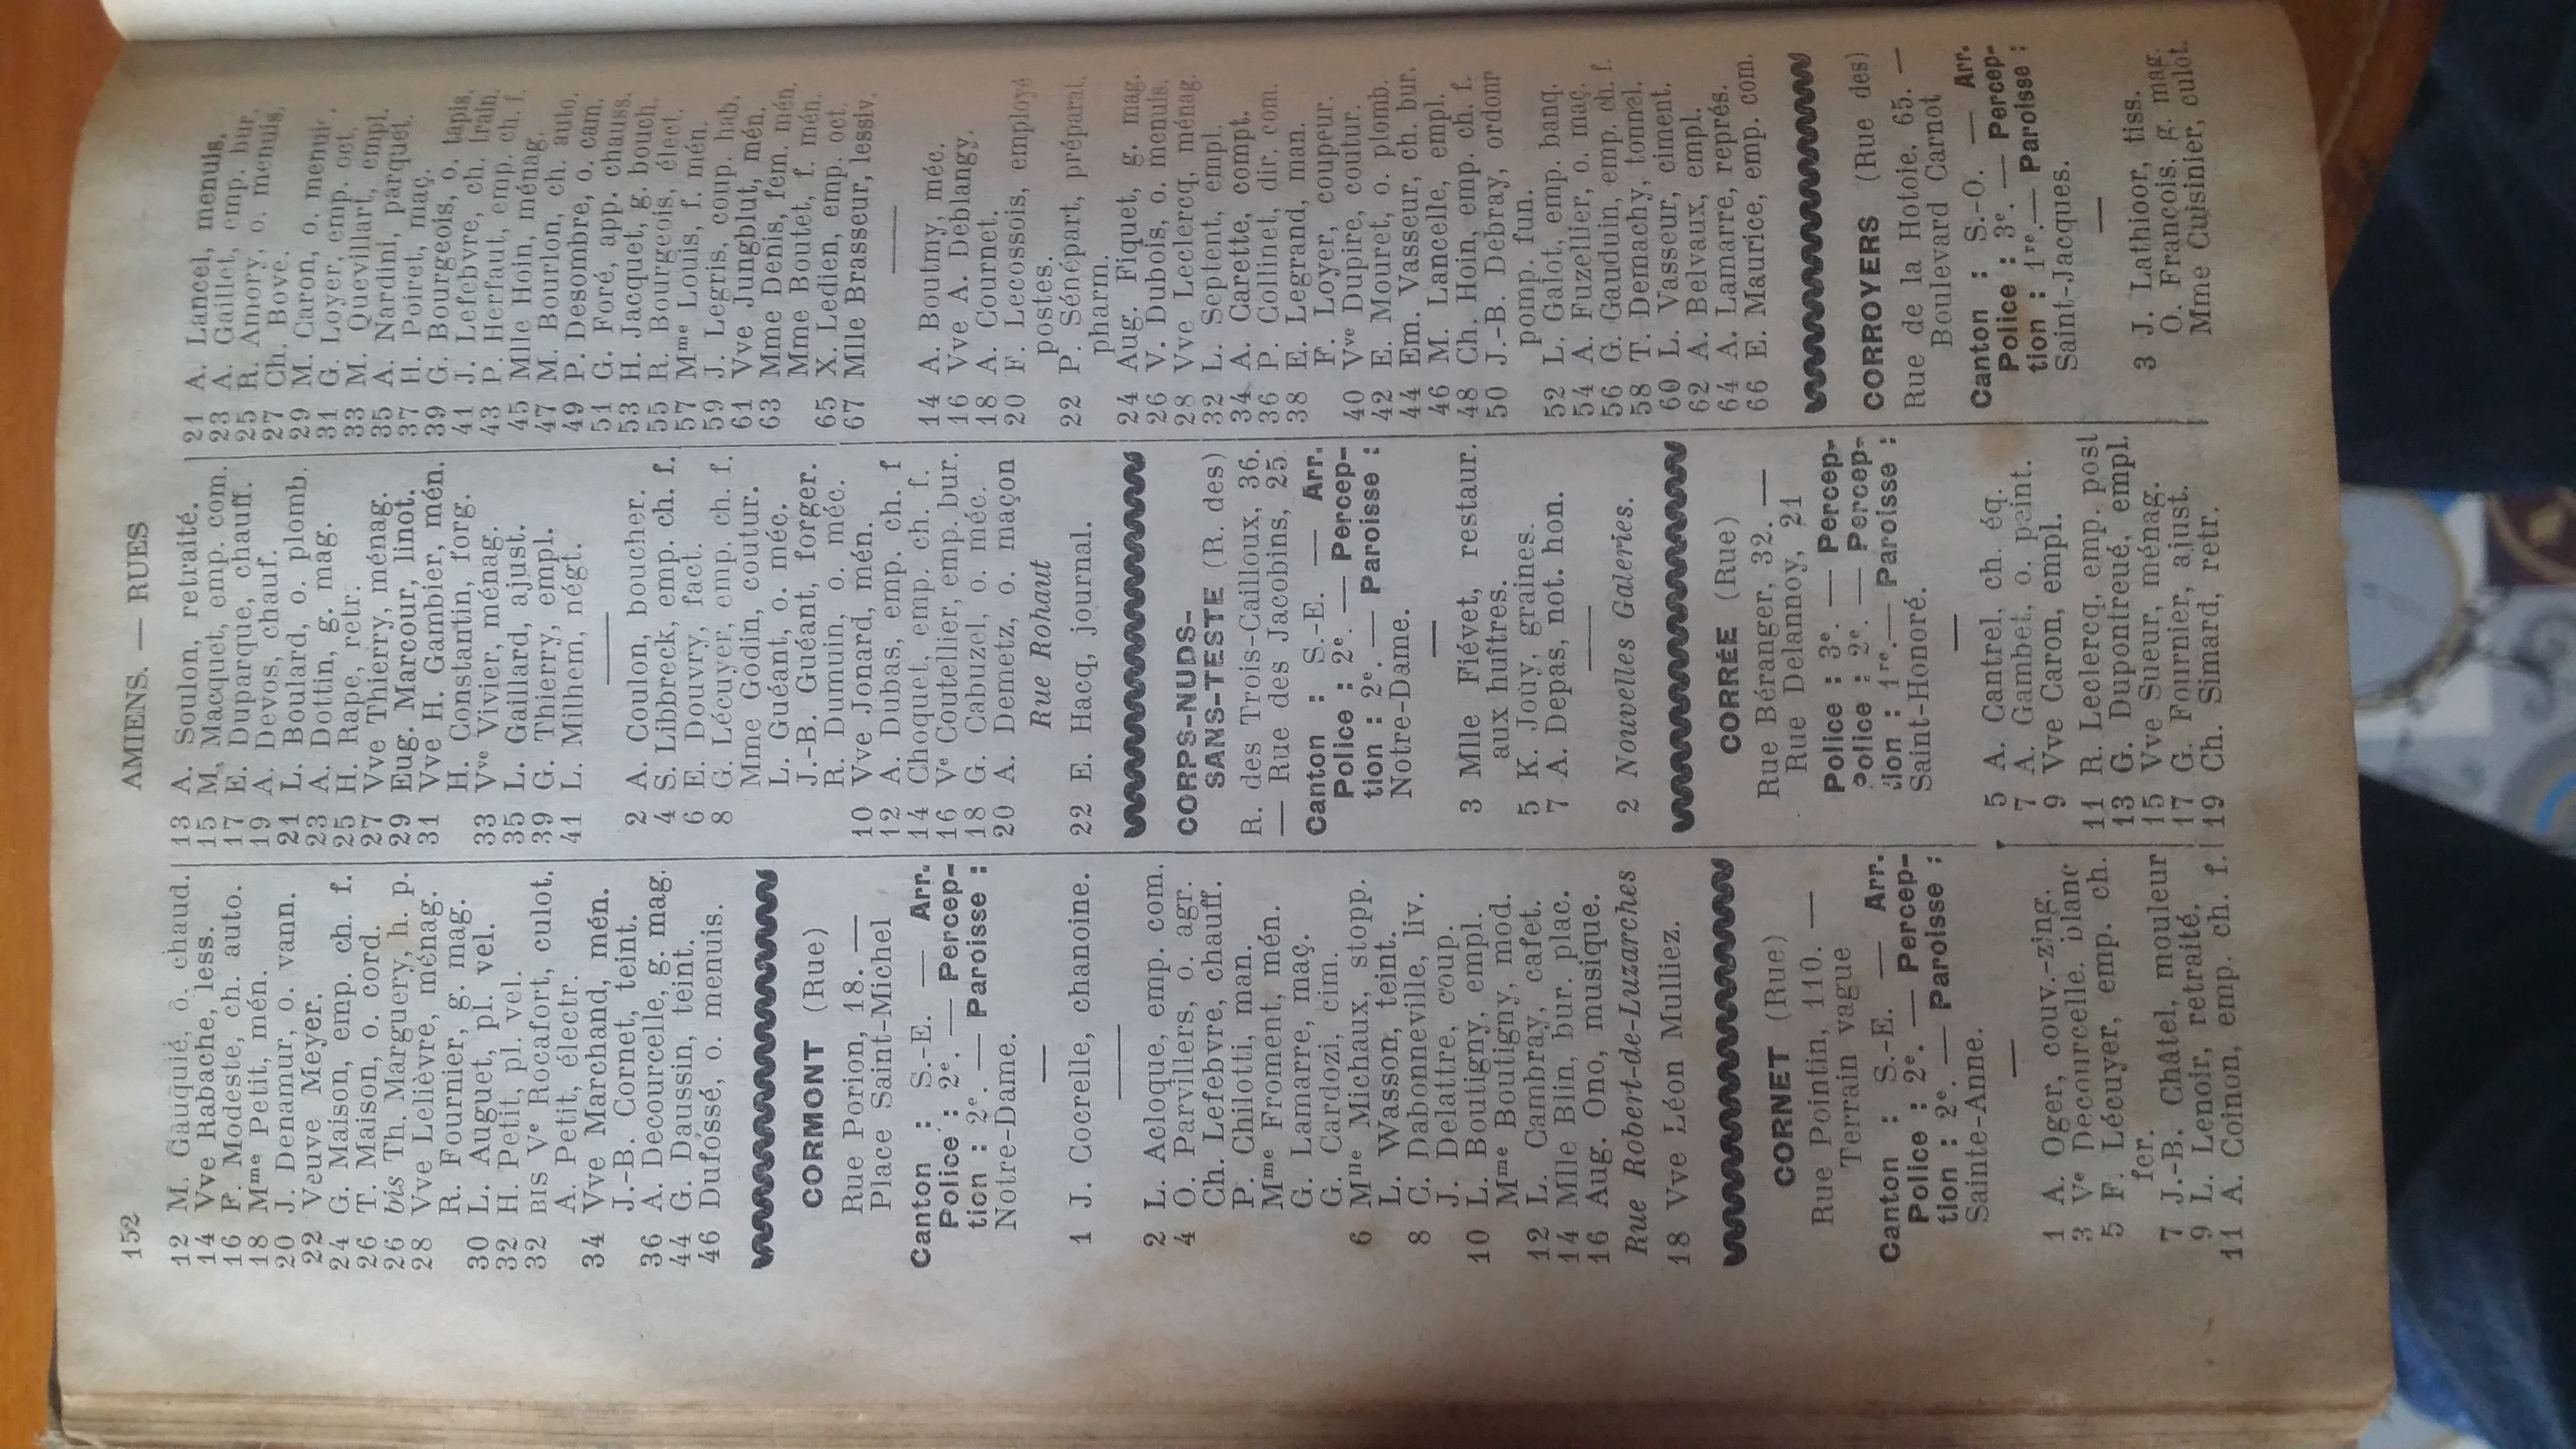 152
AMIENS. — RUES
12 M. Gauquié, o. chaud.
14 Vve Rabache, less.
16 F. Modeste, ch. auto.
18 Mme Petit, mén.
20 J. Denamur, o. vann.
22 Veuve Meyer.
24 G. Maison, emp. ch. f.
26 T. Maison, o. cord.
26 bis Th. Marguery, h. p.
28 Vve Lelièvre, ménag.
R. Fournier, g. mag.
30 L. Auguet, pl. vel.
32 H. Petit, pl. vel.
32 BIS Ve Rocafort, culot.
A. Petit, électr.
34 Vve Marchand, mén.
J.-B. Cornet, teint.
36 A. Decourcelle, g. mag.
44 G. Daussin, teint.
46 Dufossé, o. menuis.
CORMONT (Rue)
Rue Porion, 18. —
Place Saint-Michel
Canton : S.-E. — Arr.
Police : 2e. — Percep-
tion : 2e. — Paroisse :
Notre-Dame.
1 J. Cocrelle, chanoine.
2 L. Acloque, emp. com.
4 O. Parvillers, o. agr.
Ch. Lefebvre, chauff.
P. Chilotti, man.
Mme Froment, mén.
G. Lamarre, maç.
G. Cardozi, cim.
6 Mlle Michaux, stopp.
L. Wasson, teint.
8 C. Dabonneville, liv.
J. Delattre, coup.
10 L. Boutigny, empl.
Mme Boutigny, mod.
12 L. Cambray, cafet.
14 Mlle Blin, bur. plac.
16 Aug. Ono, musique.
Rue Robert-de-Luzarches
18 Vve Léon Mulliez.
CORNET (Rue)
Rue Pointin, 110. —
Terrain vague
Canton : S.-E. — Arr.
Police : 2e. — Percep-
tion : 2e. — Paroisse :
Sainte-Anne.
1 A. Oger, couv.-zing.
3 Ve Decourcelle, blanc
5 F. Lécuyer, emp. ch.
fer.
7 J.-B. Châtel, mouleur
9 L. Lenoir, retraité.
11 A. Coinon, emp. ch. f.
13 A. Soulon, retraité.
15 M. Macquet, emp. com.
17 E. Duparque, chauff.
19 A. Devos, chauf.
21 L. Boulard, o. plomb.
23 A. Dottin, g. mag.
25 H. Rape, retr.
27 Vve Thierry, ménag.
29 Eug. Marcour, linot.
31 Vve H. Gambier, mén.
H. Constantin, forg.
33 Vve Vivier, ménag.
35 L. Gaillard, ajust.
39 G. Thierry, empl.
41 L. Milhem, négt.
2 A. Coulon, boucher.
4 S. Libbreck, emp. ch. f.
6 E. Douvry, fact.
8 G. Lécuyer, emp. ch. f.
Mme Godin, coutur.
L. Guéant, o. méc.
J.-B. Guéant, forger.
R. Dumuin, o. méc.
10 Vve Jonard, mén.
12 A. Dubas, emp. ch. f
14 Choquet, emp. ch. f.
16 Ve Coutellier, emp. bur.
18 G. Cabuzel, o. méc.
20 A. Demetz, o. maçon
Rue Rohaut
22 E. Hacq, journal.
CORPS-NUDS-
SANS-TESTE (R. des)
R. des Trois-Cailloux, 36.
— Rue des Jacobins, 25.
Canton : S.-E. — Arr.
Police : 2e. — Percep-
tion : 2e. — Paroisse :
Notre-Dame.
3 Mlle Fiévet, restaur.
aux huîtres.
5 K. Jouy, graines.
7 A. Depas, not. hon.
2 Nouvelles Galeries.
CORRÉE (Rue)
Rue Béranger, 32. —
Rue Delannoy, 21
Police : 3e. — Percep-
Police : 2e. — Percep-
tion : 1re. — Paroisse :
Saint-Honoré.
5 A. Cantrel, ch. éq.
7 A. Gambet, o. paint.
9 Vve Caron, empl.
11 R. Leclercq, emp. post
13 G. Dupontreué, empl.
15 Vve Sueur, ménag.
17 G. Fournier, ajust.
19 Ch. Simard, retr.
21 A. Lancel, menuis.
23 A. Gaillet, emp. bur.
25 R. Amory, o. menuis.
27 Ch. Bove.
29 M. Caron, o. menuis.
31 G. Loyer, emp. oct.
33 M. Quevillart, empl.
35 A. Nardini, parquet.
37 H. Poiret, maç.
39 G. Bourgeois, o. tapis.
41 J. Lefebvre, ch. train.
43 P. Herfaut, emp. ch. f.
45 Mlle Hoin, ménag.
47 M. Bourlon, ch. auto.
49 P. Desombre, o. cam.
51 G. Foré, app. chauss.
53 H. Jacquet, g. bouch.
55 R. Bourgeois, élect.
57 Mme Louis, f. mén.
59 J. Legris, coup. hab.
61 Vve Jungblut, mén.
63 Mme Denis, fem. mén.
Mme Boutet, f. mén.
65 X. Ledien, emp. oct.
67 Mlle Brasseur, lessiv.
14 A. Boutmy, méc.
16 Vve A. Deblangy.
18 A. Cournet.
20 F. Lecossois, employé
postes.
22 P. Sénépart, préparat.
pharm.
24 Aug. Fiquet, g. mag.
26 V. Dubois, o. menuis.
28 Vve Leclercq, ménag.
32 L. Septent, empl.
34 A. Carette, compt.
36 P. Collinet, dir. com.
38 E. Legrand, man.
F. Loyer, coupeur.
40 Vve Dupire, coutur.
42 E. Mouret, o. plomb.
44 Em. Vasseur, ch. bur.
46 M. Lancelle, empl.
48 Ch. Hoin, emp. ch. f.
50 J.-B. Debray, ordonr
pomp. fun.
52 L. Galot, emp. banq.
54 A. Fuzellier, o. maç.
56 G. Gauduin, emp. ch. f.
58 T. Demachy, tonnel.
60 L. Vasseur, ciment.
62 A. Belvaux, empl.
64 A. Lamarre, représ.
66 E. Maurice, emp. com.
CORROYERS (Rue des)
Rue de la Hotoie. 65. —
Boulevard Carnot
Canton : S.-O. — Arr.
Police : 3e. — Percep-
tion : 1re. — Paroisse :
Saint-Jacques.
3 J. Lathioor, tiss.
O. François, g. mag.
Mme Cuisinier, culot.